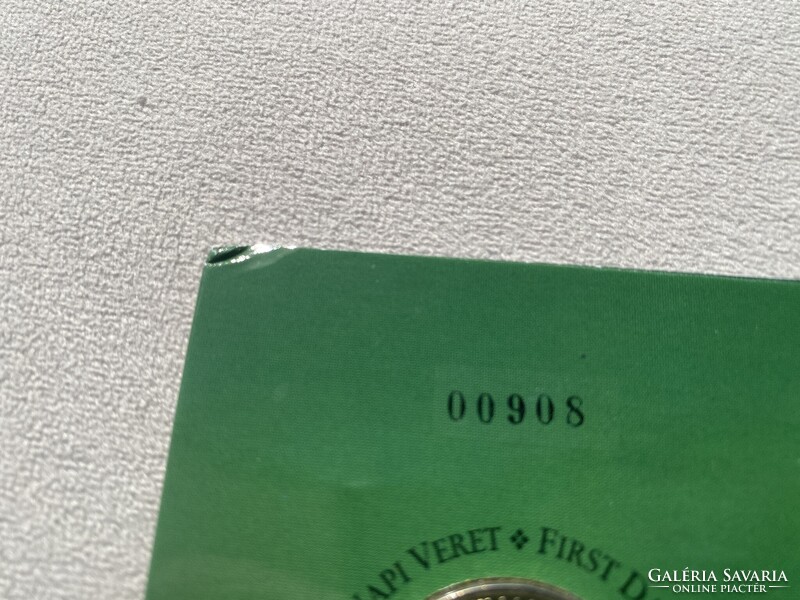 00908
NAPI VERET ❖ FIRST D
GALÉRIA SAVARIA
ONLINE PIACTÉR